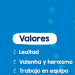 Valores
Lealtad
Valentía y heroísmo
Trabajo en equipo